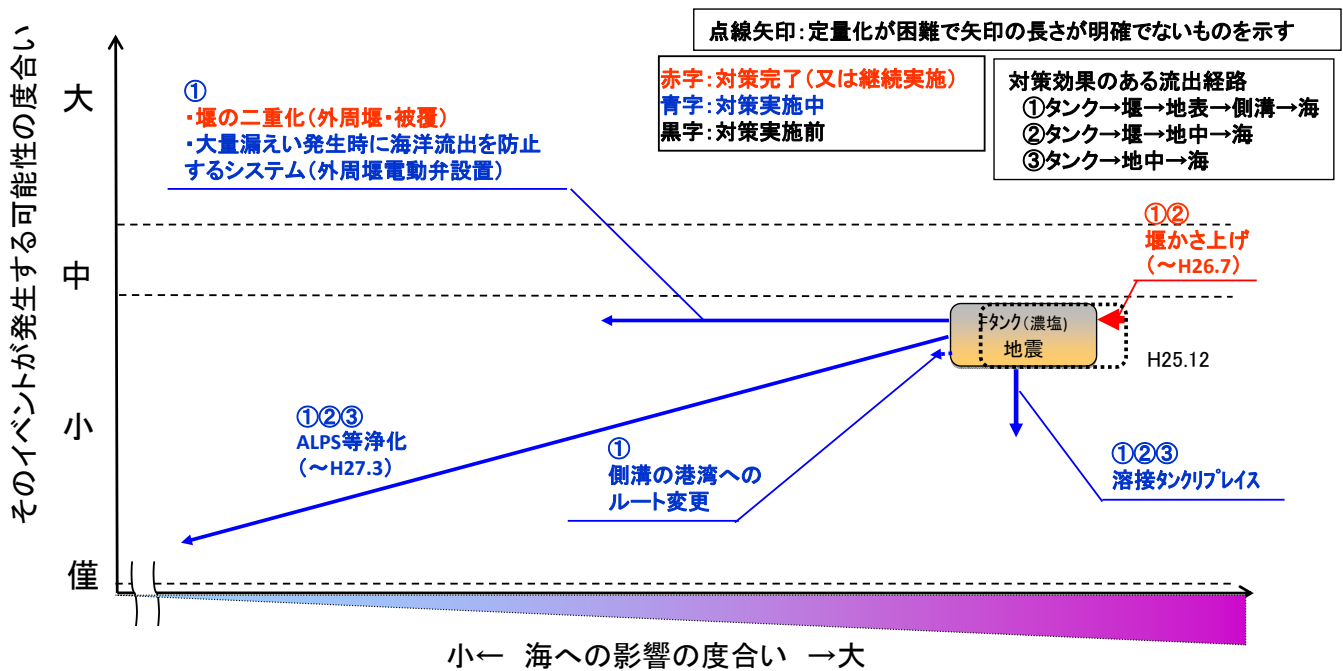 点線矢印:定量化が困難で矢印の長さが明確でないものを示す
赤字:対策完了(又は継続実施)
青字:対策実施中
黒字:対策実施前
対策効果のある流出経路
①タンク→堰→地表→側溝→海
②タンク→堰→地中→海
③タンク→地中→海
そのイベントが発生する可能性の度合い
大
中
小
僅
①
・堰の二重化(外周堰・被覆)
・大量漏えい発生時に海洋流出を防止
するシステム(外周堰電動弁設置)
①②
堰かさ上げ
(~H26.7)
Fタンク(濃塩)
地震
H25.12
①②③
ALPS等浄化
(~H27.3)
①
側溝の港湾への
ルート変更
①②③
溶接タンクリプレイス
小← 海への影響の度合い →大